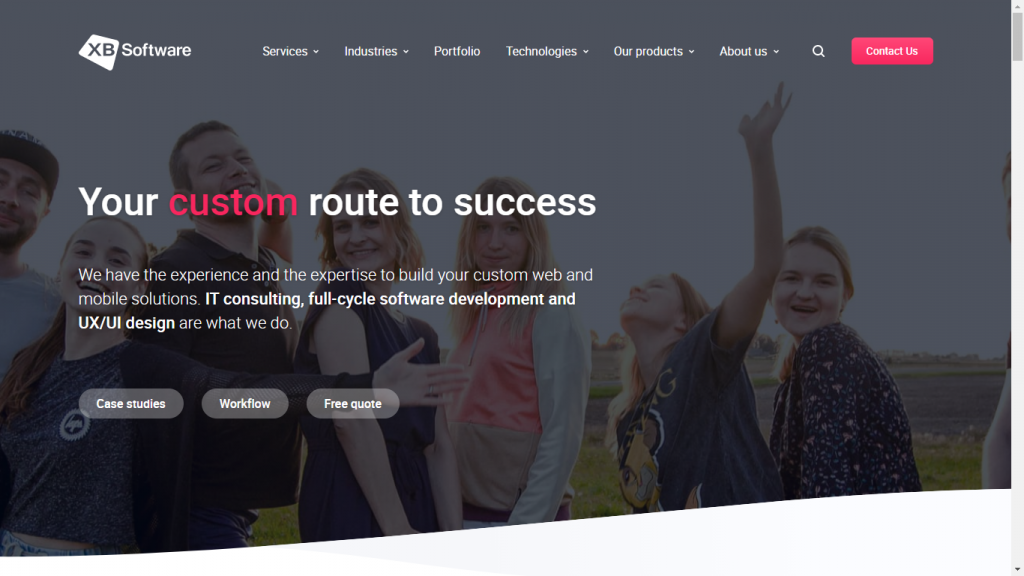 XB Software
Services
Industries
Portfolio
Technologies
Our products
About us
Contact Us
Your custom route to success
We have the experience and the expertise to build your custom web and
mobile solutions. IT consulting, full-cycle software development and
UX/UI design are what we do.
Case studies
Workflow
Free quote